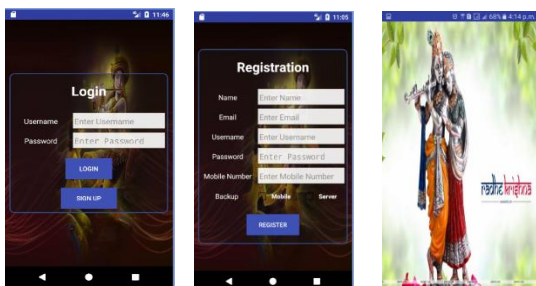 11:46
Login
Username Enter Username
Password Enter Password
LOGIN
SIGN UP
11:05
Registration
Name Enter Name
Email Enter Email
Username Enter Username
Password Enter Password
Mobile Number Enter Mobile Number
Backup Mobile Server
REGISTER
68% 4:14 p.m.
radhe krishna